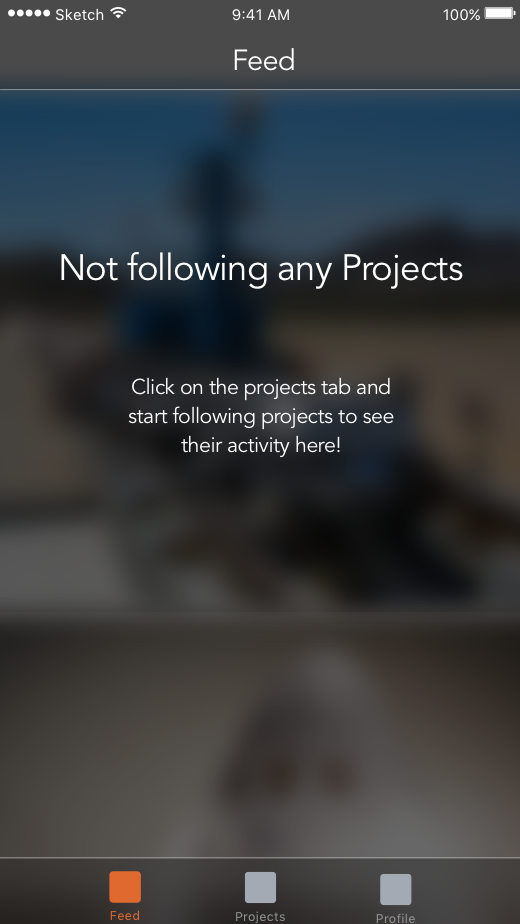 Sketch 9:41 AM 100%
Feed
Not following any Projects
Click on the projects tab and
start following projects to see
their activity here!
Feed Projects Profile